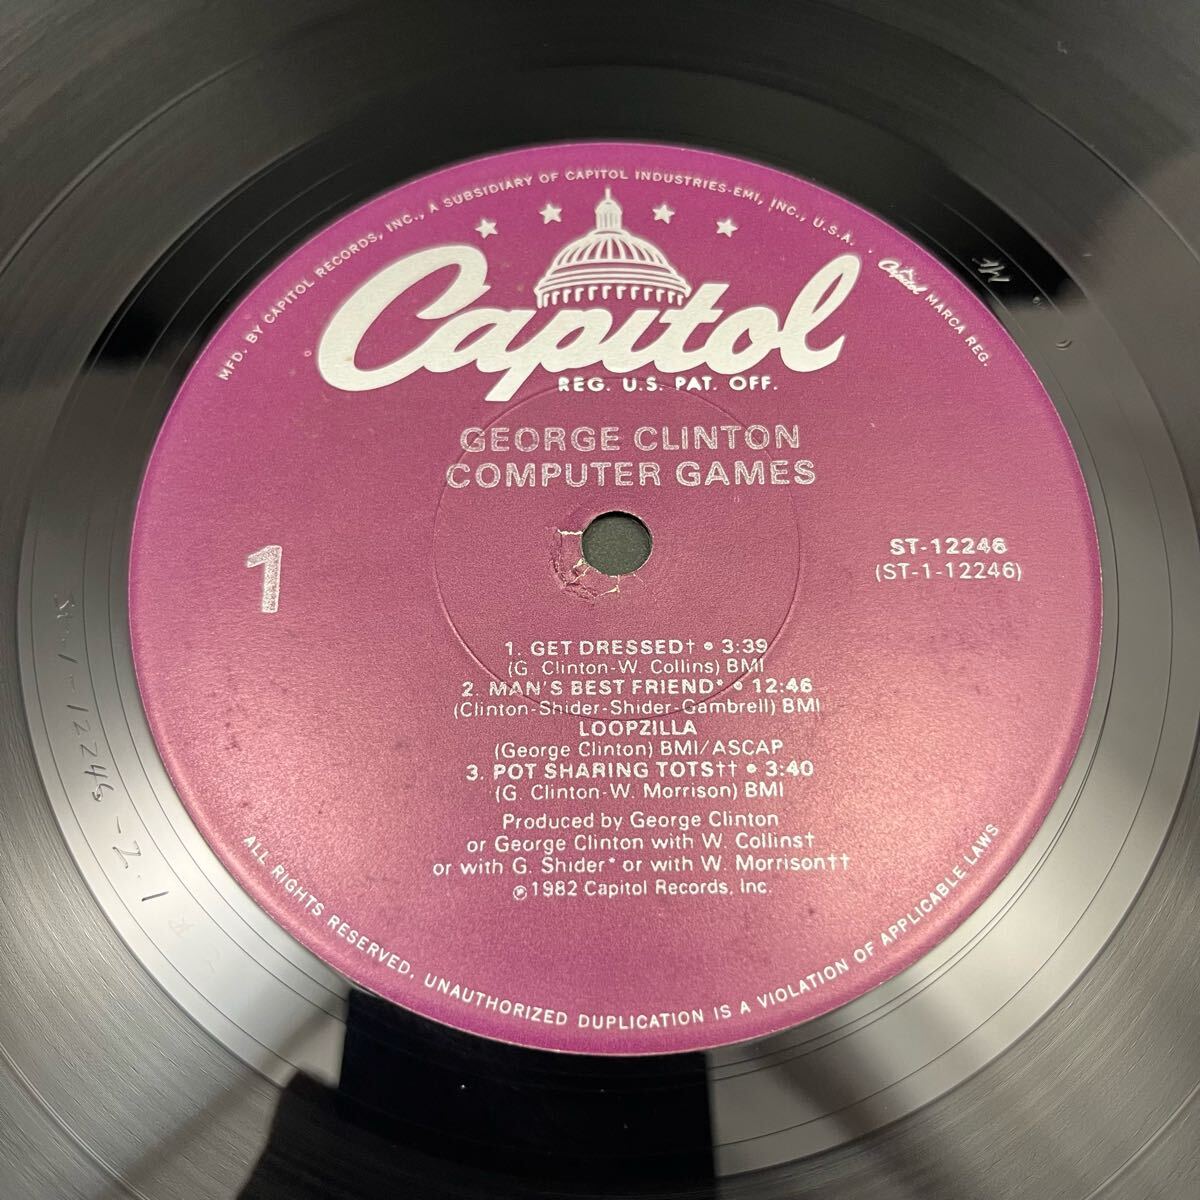 MFD. BY CAPITOL RECORDS, INC., A SUBSIDIARY OF CAPITOL INDUSTRIES-EMI, INC., U.S.A. . Capitol MARCA REG.
Capitol
REG. U.S. PAT. OFF.
GEORGE CLINTON
COMPUTER GAMES
1
ST-12246
(ST-1-12246)
1. GET DRESSED† • 3:39
(G. Clinton-W. Collins) BMI
2. MAN'S BEST FRIEND* • 12:46
(Clinton-Shider-Shider-Gambrell) BMI
LOOPZILLA
(George Clinton) BMI/ASCAP
3. POT SHARING TOTS†† • 3:40
(G. Clinton-W. Morrison) BMI
Produced by George Clinton
or George Clinton with W. Collins†
or with G. Shider* or with W. Morrison††
℗1982 Capitol Records, Inc.
ALL RIGHTS RESERVED. UNAUTHORIZED DUPLICATION IS A VIOLATION OF APPLICABLE LAWS